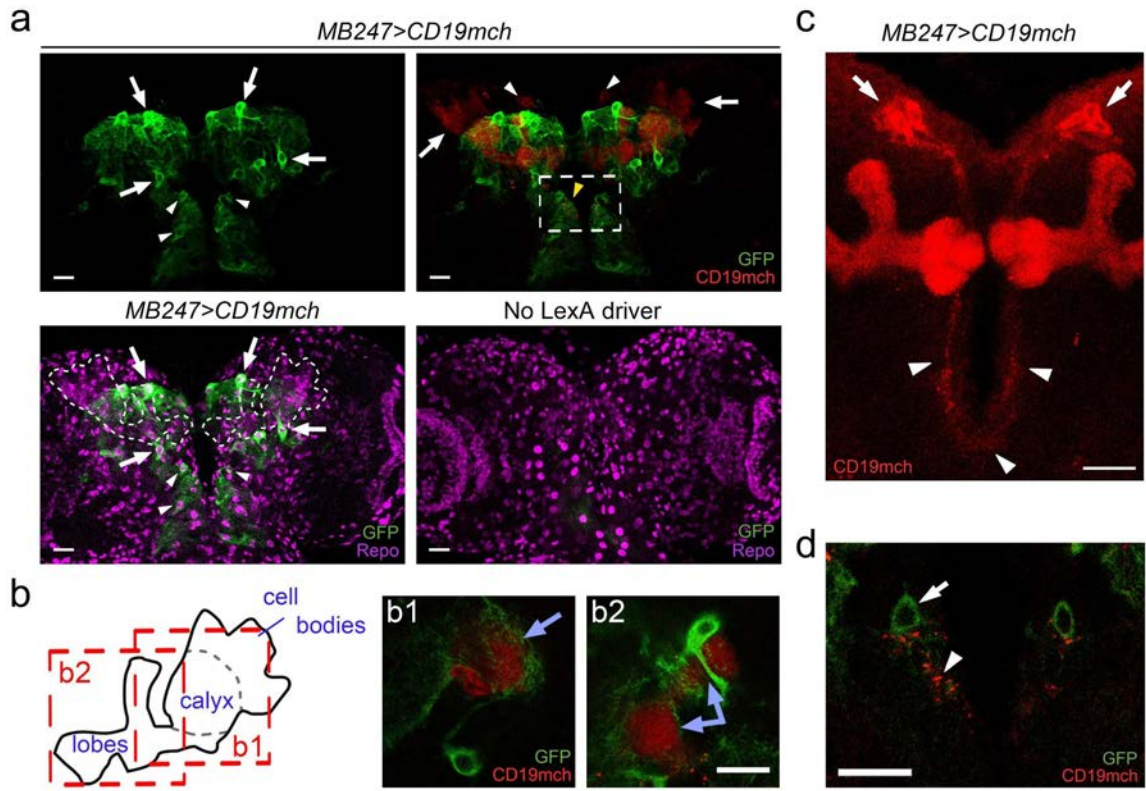 a
MB247>CD19mch
GFP
CD19mch
MB247>CD19mch
No LexA driver
GFP
Repo
GFP
Repo
b
cell
bodies
b2
calyx
lobes
b1
b1
GFP
CD19mch
b2
GFP
CD19mch
c
MB247>CD19mch
CD19mch
d
GFP
CD19mch